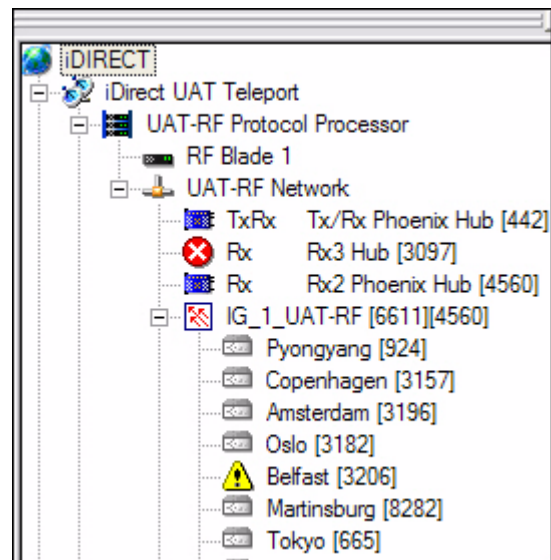 iDIRECT
iDirect UAT Teleport
UAT-RF Protocol Processor
RF Blade 1
UAT-RF Network
TxRx Tx/Rx Phoenix Hub [442]
Rx Rx3 Hub [3097]
Rx Rx2 Phoenix Hub [4560]
IG_1_UAT-RF [6611][4560]
Pyongyang [924]
Copenhagen [3157]
Amsterdam [3196]
Oslo [3182]
Belfast [3206]
Martinsburg [8282]
Tokyo [665]